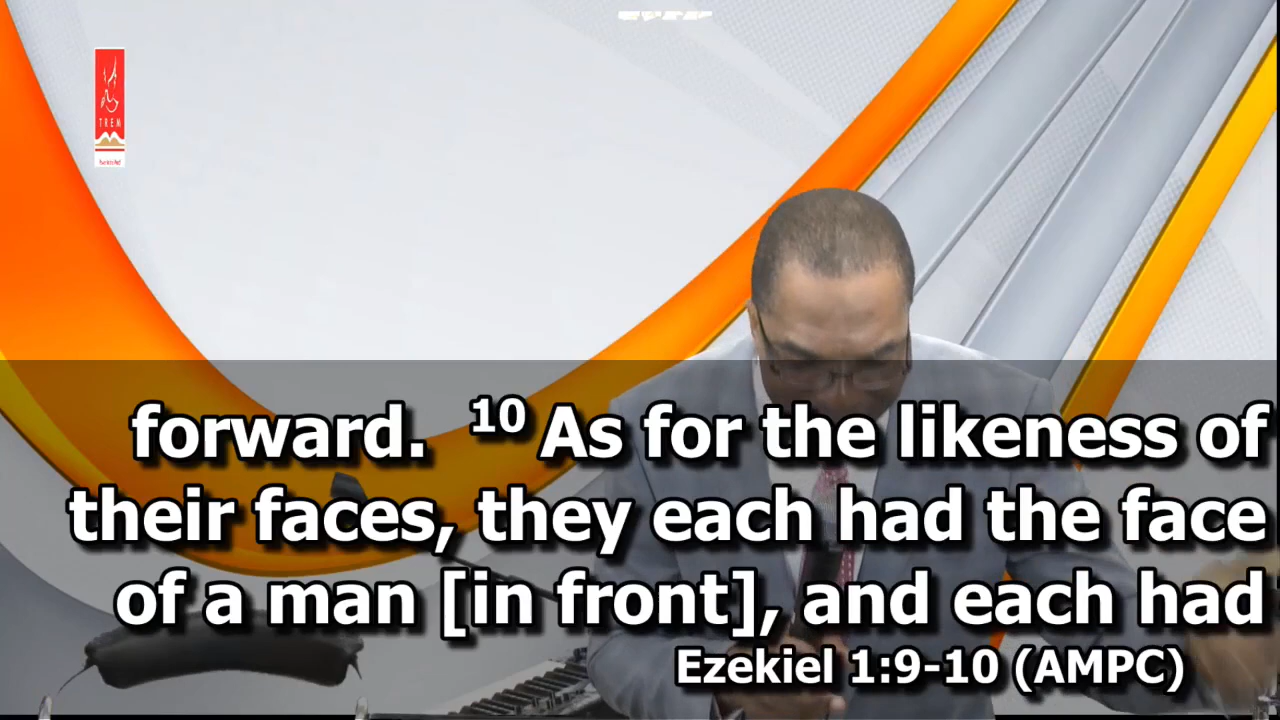 TREM
forward. 10 As for the likeness of
their faces, they each had the face
of a man [in front], and each had
Ezekiel 1:9-10 (AMPC)